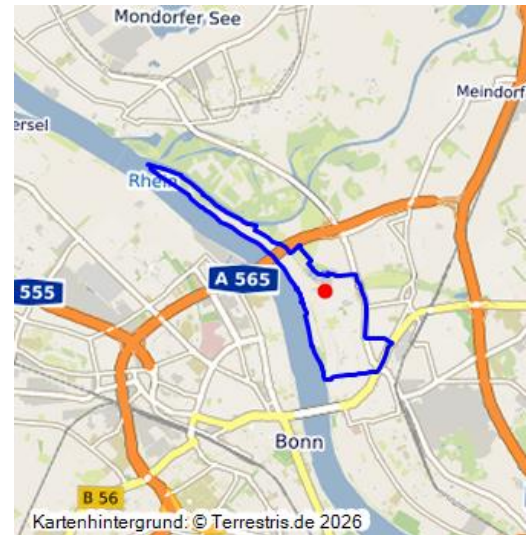 Mondorfer See
Meindorf
ersel
Rhein
A 565
555
Bonn
B 56
Kartenhintergrund: © Terrestris.de 2026